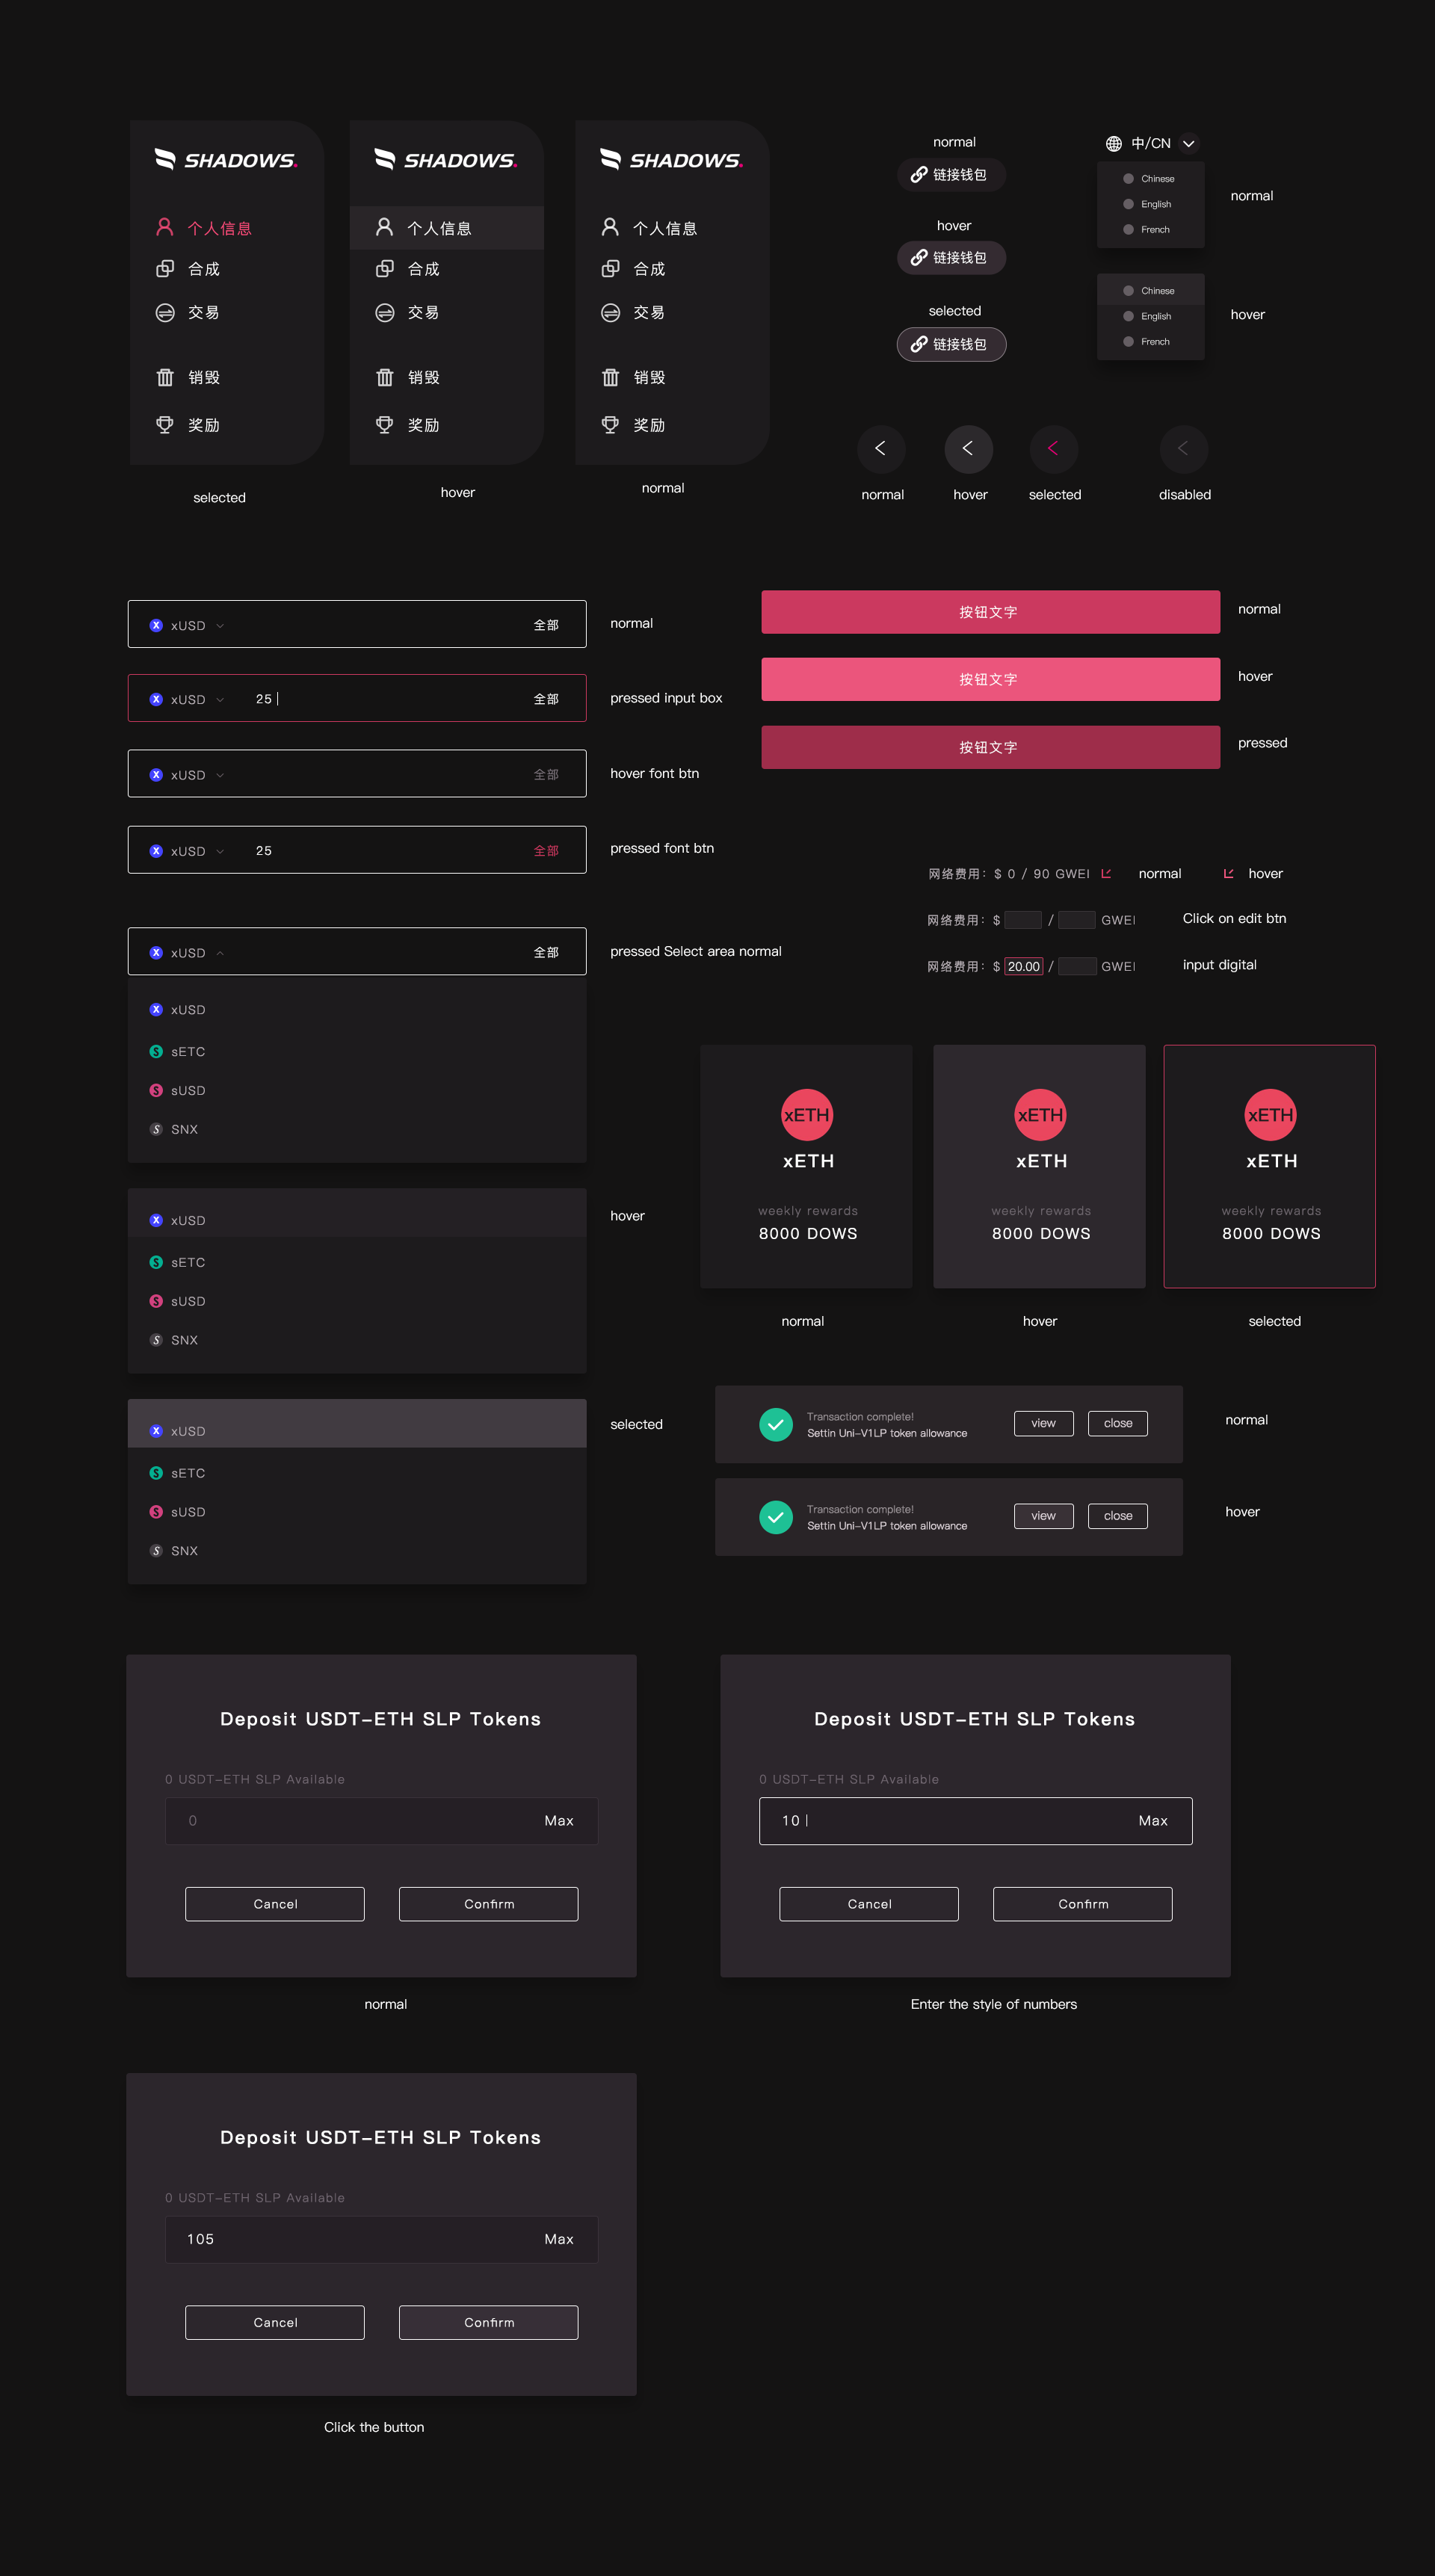 SHADOWS.
个人信息
合成
交易
销毁
奖励
selected
SHADOWS.
个人信息
合成
交易
销毁
奖励
hover
SHADOWS.
个人信息
合成
交易
销毁
奖励
normal
normal
链接钱包
hover
链接钱包
selected
链接钱包
中/CN
Chinese
English
French
normal
Chinese
English
French
hover
normal
hover
selected
disabled
X xUSD 全部
normal
X xUSD 25 全部
pressed input box
X xUSD 全部
hover font btn
X xUSD 25 全部
pressed font btn
按钮文字
normal
按钮文字
hover
按钮文字
pressed
网络费用：$ 0 / 90 GWEI normal hover
网络费用：$ / GWEI Click on edit btn
网络费用：$ 20.00 / GWEI input digital
X xUSD 全部
pressed Select area normal
X xUSD
S sETC
S sUSD
S SNX
X xUSD
hover
S sETC
S sUSD
S SNX
X xUSD
selected
S sETC
S sUSD
S SNX
xETH
xETH
weekly rewards
8000 DOWS
normal
xETH
xETH
weekly rewards
8000 DOWS
hover
xETH
xETH
weekly rewards
8000 DOWS
selected
Transaction complete!
Settin Uni-V1LP token allowance
view close
normal
Transaction complete!
Settin Uni-V1LP token allowance
view close
hover
Deposit USDT-ETH SLP Tokens
0 USDT-ETH SLP Available
0 Max
Cancel Confirm
normal
Deposit USDT-ETH SLP Tokens
0 USDT-ETH SLP Available
10 Max
Cancel Confirm
Enter the style of numbers
Deposit USDT-ETH SLP Tokens
0 USDT-ETH SLP Available
105 Max
Cancel Confirm
Click the button